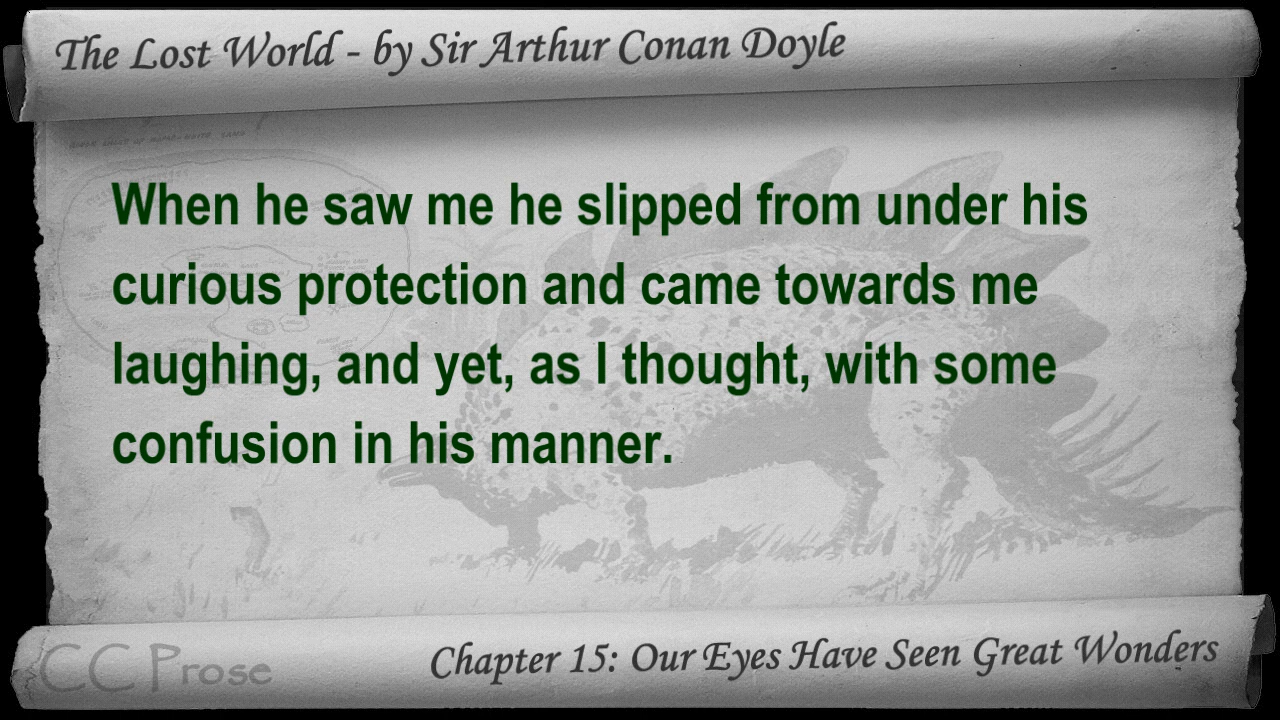 The Lost World - by Sir Arthur Conan Doyle
When he saw me he slipped from under his
curious protection and came towards me
laughing, and yet, as I thought, with some
confusion in his manner.
CC Prose
Chapter 15: Our Eyes Have Seen Great Wonders